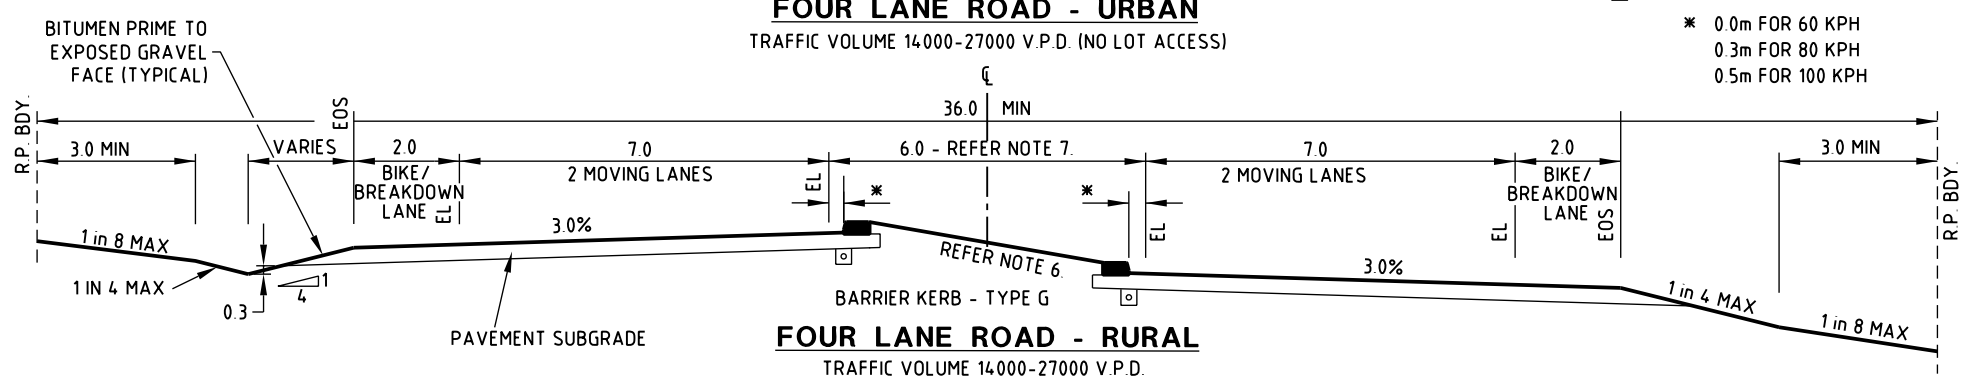 FOUR LANE ROAD - URBAN
TRAFFIC VOLUME 14000-27000 V.P.D. (NO LOT ACCESS)
* 0.0m FOR 60 KPH
0.3m FOR 80 KPH
0.5m FOR 100 KPH
BITUMEN PRIME TO
EXPOSED GRAVEL
FACE (TYPICAL)
R.P. BDY.
EOS
℄
36.0 MIN
3.0 MIN
VARIES
2.0
BIKE/
BREAKDOWN
LANE
EL
7.0
2 MOVING LANES
EL
*
6.0 - REFER NOTE 7.
*
EL
7.0
2 MOVING LANES
EL
2.0
BIKE/
BREAKDOWN
LANE
EOS
3.0 MIN
R.P. BDY.
1 in 8 MAX
1 IN 4 MAX
0.3
1
4
3.0%
PAVEMENT SUBGRADE
REFER NOTE 6.
BARRIER KERB - TYPE G
3.0%
1 in 4 MAX
1 in 8 MAX
FOUR LANE ROAD - RURAL
TRAFFIC VOLUME 14000-27000 V.P.D.